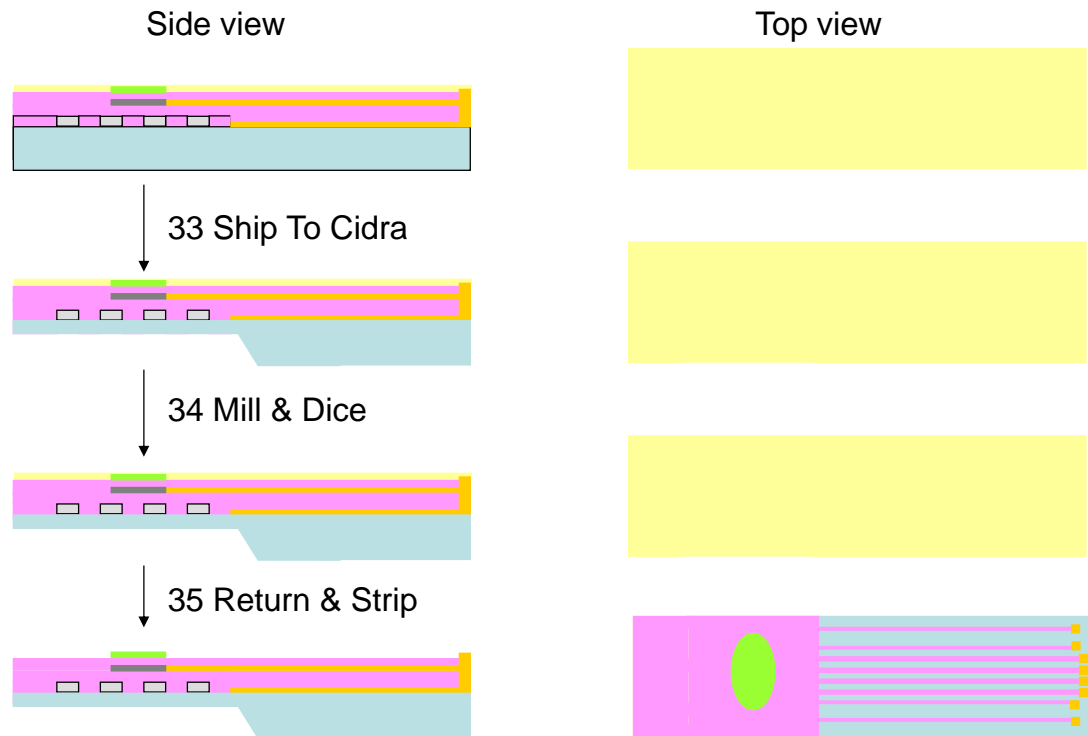 Side view
Top view
33 Ship To Cidra
34 Mill & Dice
35 Return & Strip